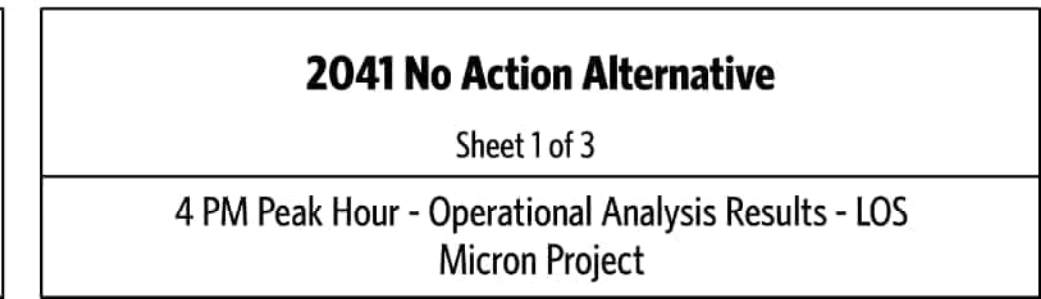 2041 No Action Alternative
Sheet 1 of 3
4 PM Peak Hour - Operational Analysis Results - LOS
Micron Project